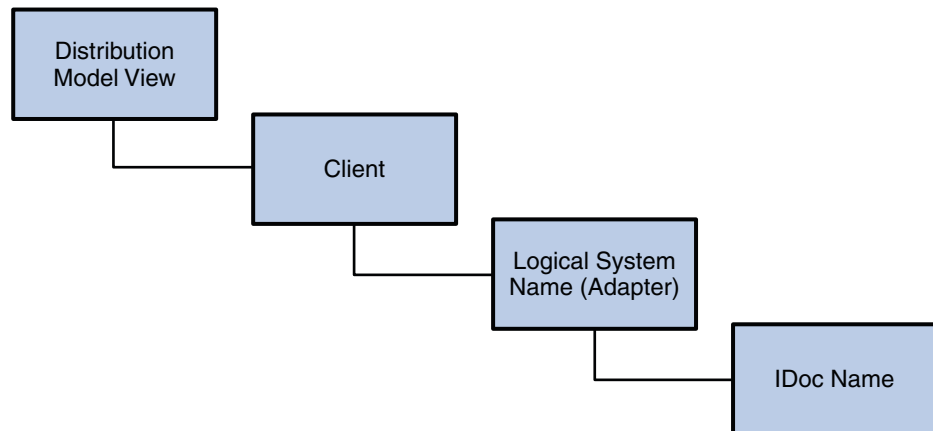 Distribution
Model View
Client
Logical System
Name (Adapter)
IDoc Name